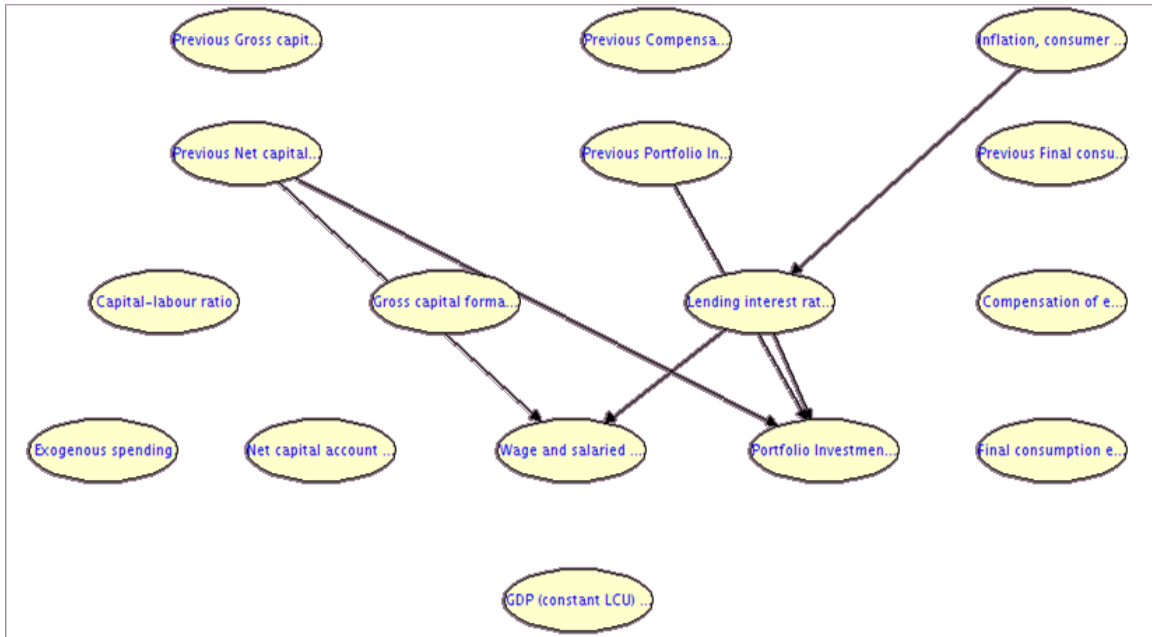 Previous Gross capit...
Previous Compensa...
Inflation, consumer ...
Previous Net capital...
Previous Portfolio In...
Previous Final consu...
Capital-labour ratio
Gross capital forma...
Lending interest rat...
Compensation of e...
Exogenous spending
Net capital account ...
Wage and salaried ...
Portfolio Investmen...
Final consumption e...
GDP (constant LCU) ...